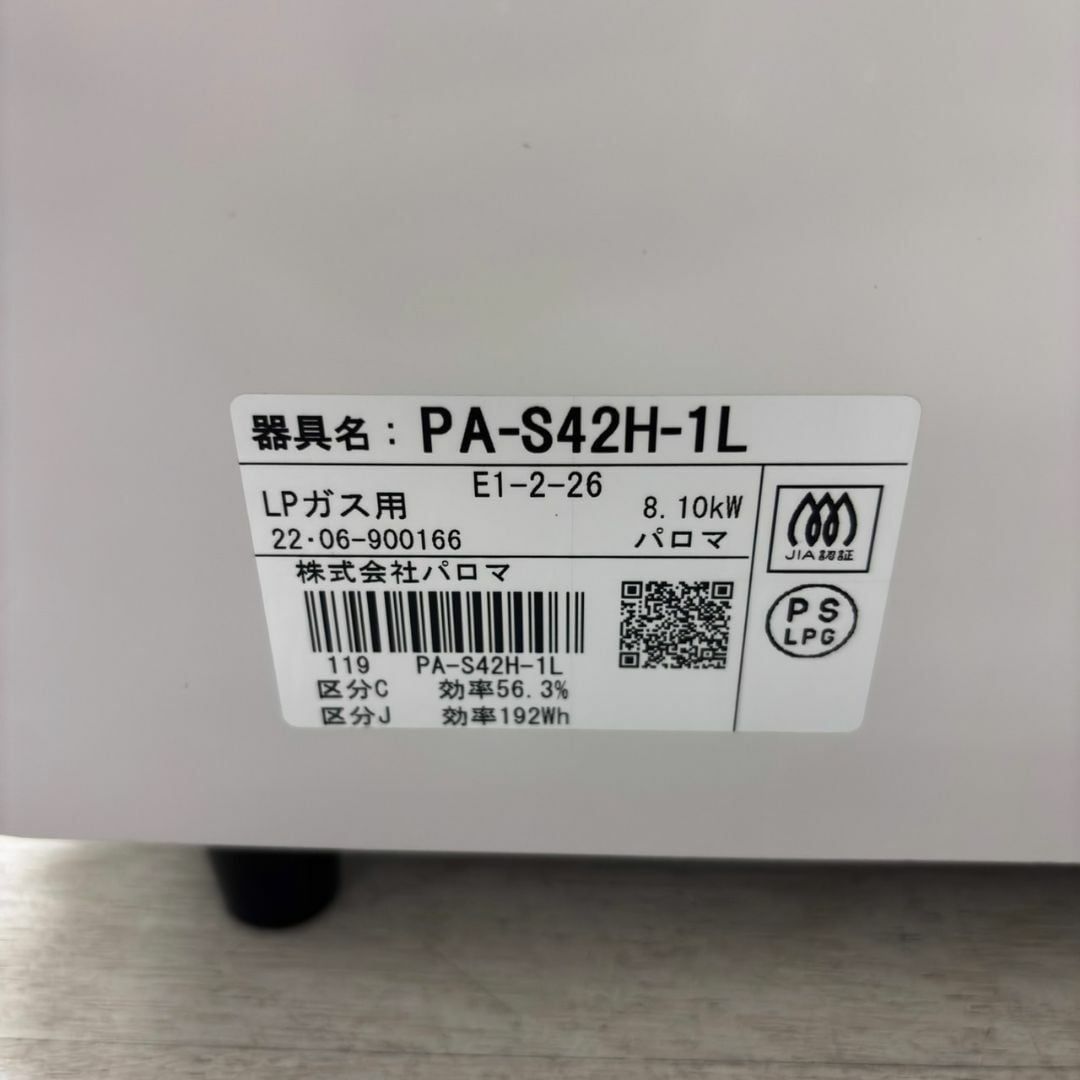 器具名：PA-S42H-1L
E1-2-26
LPガス用 8.10kW
22・06-900166 パロマ
JIA認証
株式会社パロマ
PS
LPG
119 PA-S42H-1L
区分C 効率56.3%
区分J 効率192Wh